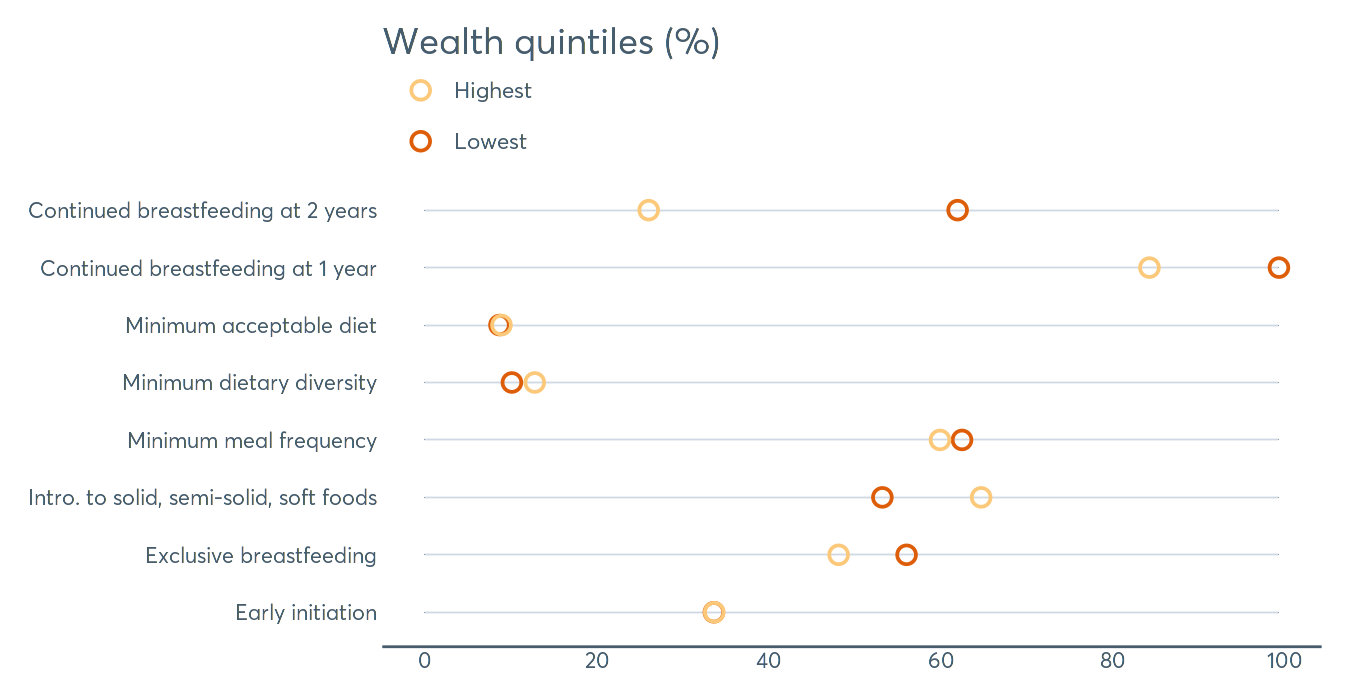 Wealth quintiles (%)
Highest
Lowest
Continued breastfeeding at 2 years
Continued breastfeeding at 1 year
Minimum acceptable diet
Minimum dietary diversity
Minimum meal frequency
Intro. to solid, semi-solid, soft foods
Exclusive breastfeeding
Early initiation
0 20 40 60 80 100